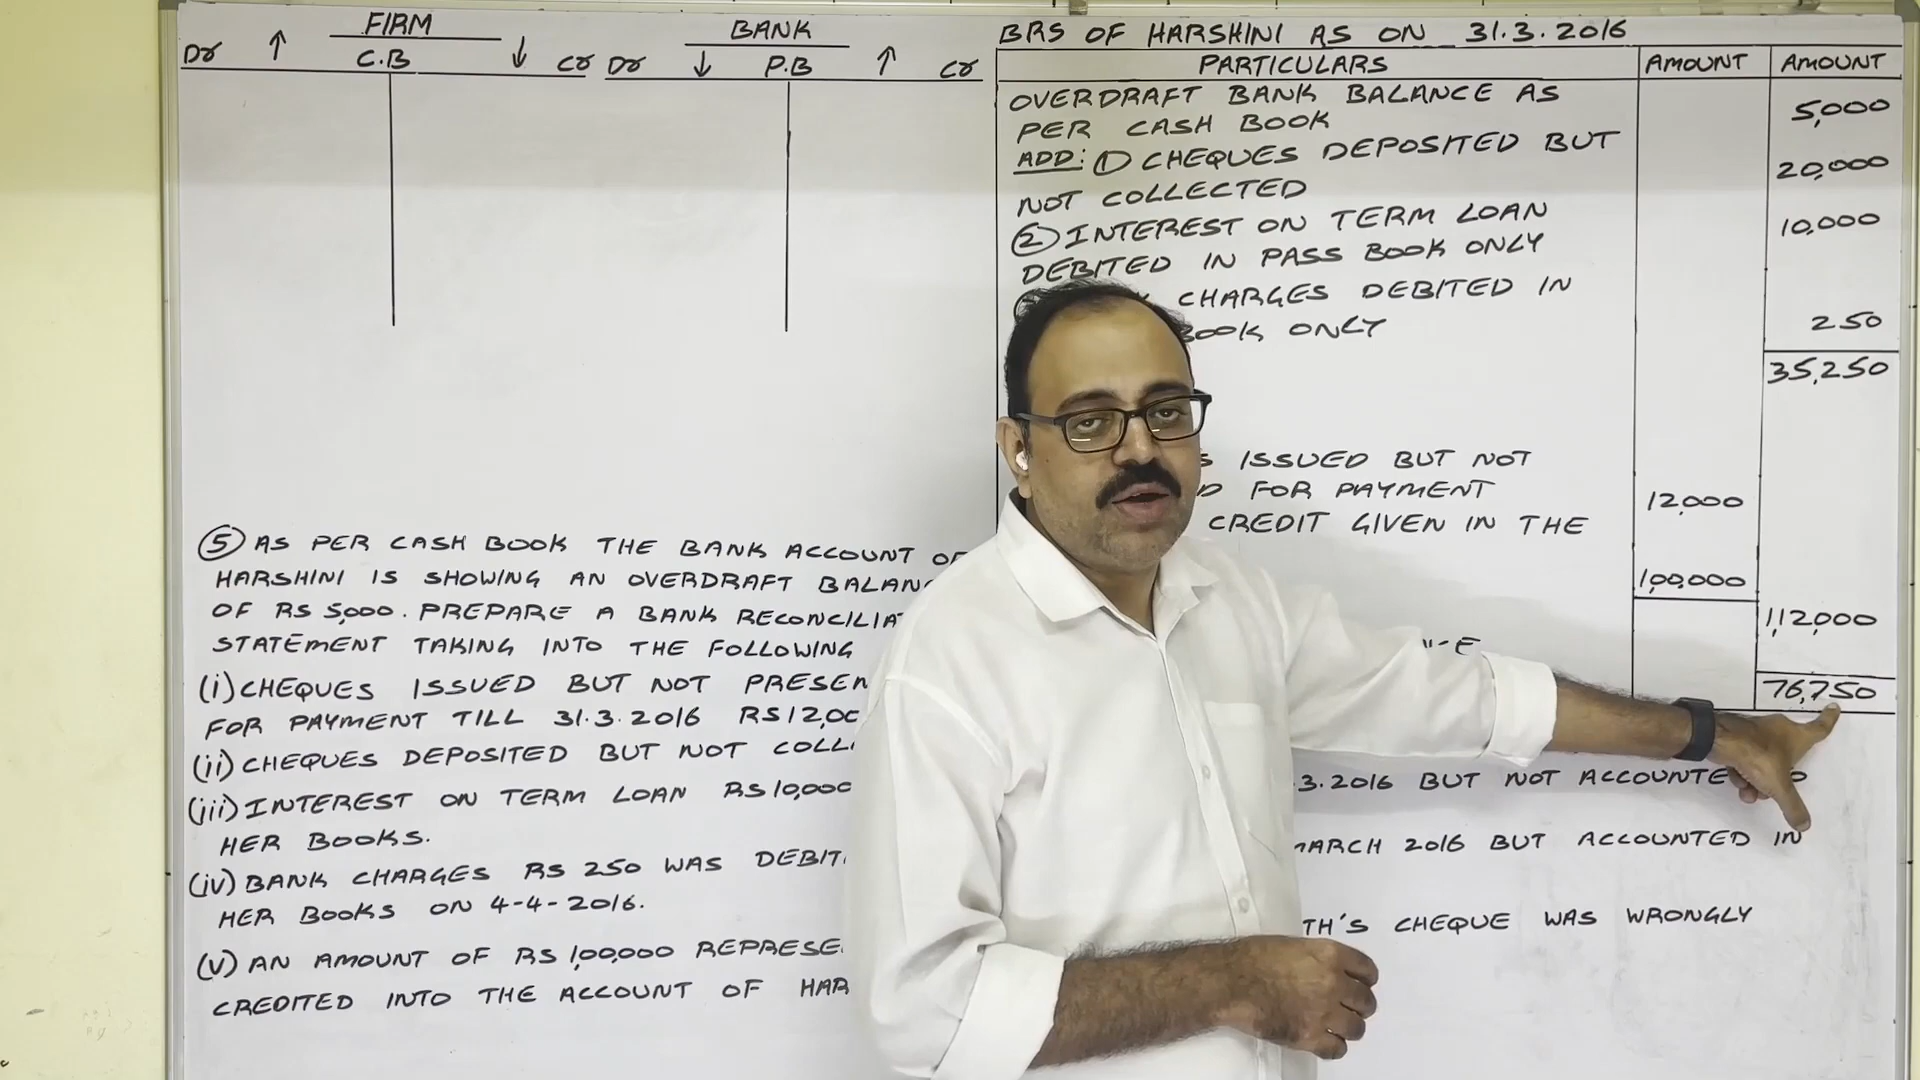 FIRM
Dr ↑ C.B ↓ Cr
BANK
Dr ↓ P.B ↑ Cr
(5) AS PER CASH BOOK THE BANK ACCOUNT OF
HARSHINI IS SHOWING AN OVERDRAFT
OF RS 5,000. PREPARE A BANK
STATEMENT TAKING INTO THE FOLLOWING
(i) CHEQUES ISSUED BUT NOT
FOR PAYMENT TILL 31.3.2016
(ii) CHEQUES DEPOSITED BUT NOT
(iii) INTEREST ON TERM LOAN RS 10,000
HER BOOKS.
(iv) BANK CHARGES RS 250 WAS
HER BOOKS ON 4-4-2016.
(v) AN AMOUNT OF RS 1,00,000
CREDITED INTO THE ACCOUNT OF
3.2016 BUT NOT
MARCH 2016 BUT ACCOUNTED IN
TH'S CHEQUE WAS WRONGLY
BRS OF HARSHINI AS ON 31.3.2016
PARTICULARS AMOUNT AMOUNT
OVERDRAFT BANK BALANCE AS
PER CASH BOOK 5,000
ADD: (1) CHEQUES DEPOSITED BUT
NOT COLLECTED 20,000
(2) INTEREST ON TERM LOAN
DEBITED IN PASS BOOK ONLY 10,000
CHARGES DEBITED IN
BOOK ONLY 250
35,250
ISSUED BUT NOT
FOR PAYMENT 12,000
CREDIT GIVEN IN THE
1,00,000
1,12,000
76,750